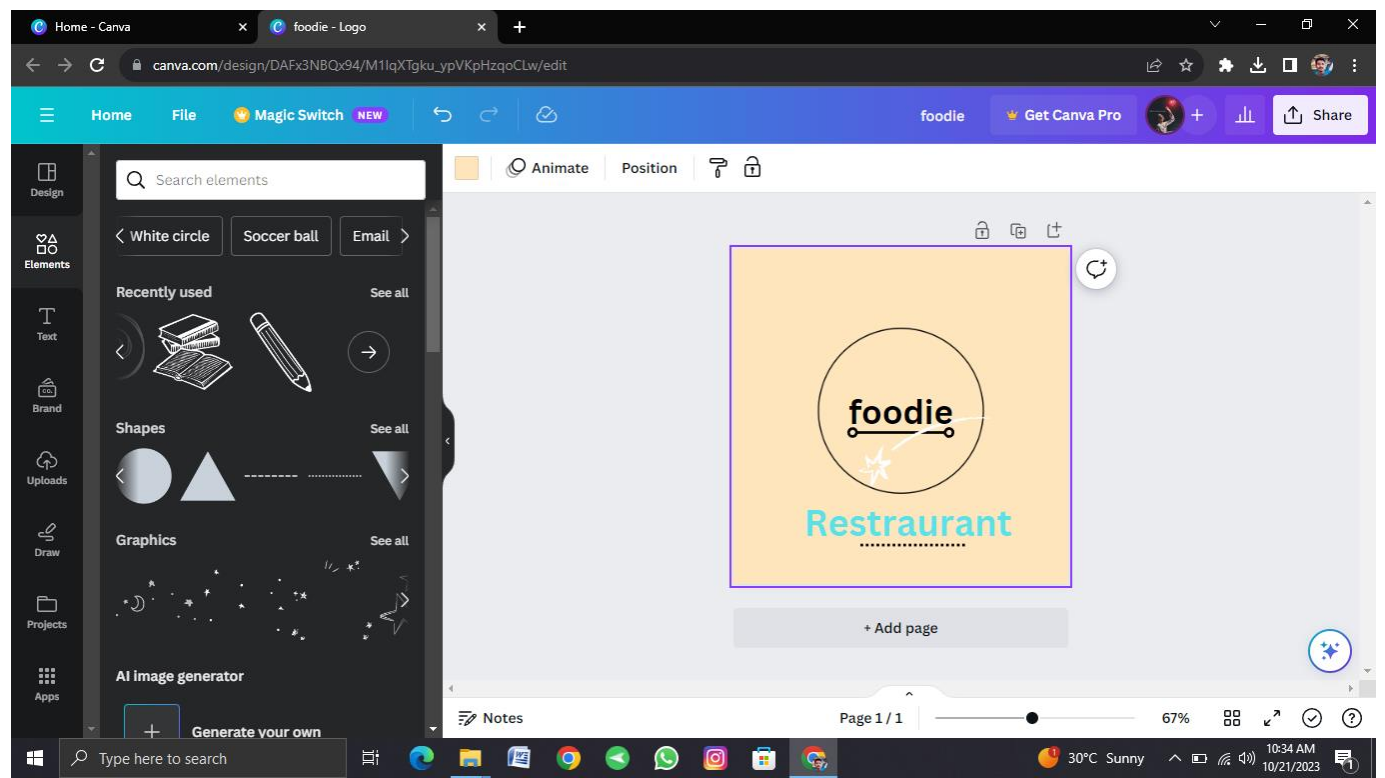 Home - Canva
foodie - Logo
canva.com/design/DAFx3NBQx94/M1lqXTgku_ypVKpHzqoCLw/edit
Home File Magic Switch NEW foodie Get Canva Pro Share
Design
Elements
Text
Brand
CO.
Uploads
Draw
Projects
Apps
Search elements
White circle Soccer ball Email
Recently used See all
Shapes See all
Graphics See all
AI image generator
Generate your own
Animate Position
foodie
Restraurant
+ Add page
Notes Page 1 / 1 67%
Type here to search
30°C Sunny
10:34 AM
10/21/2023